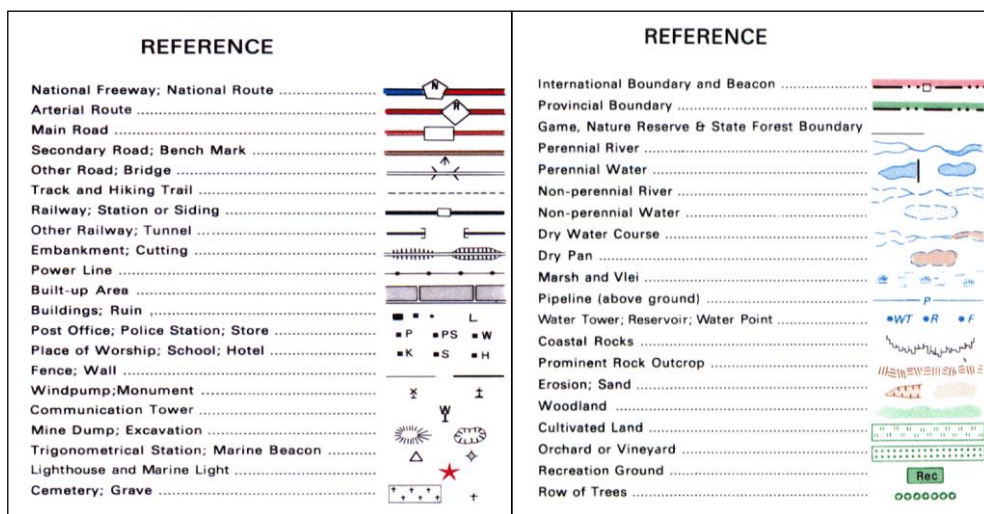 REFERENCE
National Freeway; National Route ............ N
Arterial Route ............ R
Main Road ............
Secondary Road; Bench Mark ............
Other Road; Bridge ............
Track and Hiking Trail ............
Railway; Station or Siding ............
Other Railway; Tunnel ............
Embankment; Cutting ............
Power Line ............
Built-up Area ............
Buildings; Ruin ............
Post Office; Police Station; Store ............ P PS W
Place of Worship; School; Hotel ............ K S H
Fence; Wall ............
Windpump;Monument ............
Communication Tower ............ W
Mine Dump; Excavation ............
Trigonometrical Station; Marine Beacon ............
Lighthouse and Marine Light ............
Cemetery; Grave ............
REFERENCE
International Boundary and Beacon ............
Provincial Boundary ............
Game, Nature Reserve & State Forest Boundary
Perennial River ............
Perennial Water ............
Non-perennial River ............
Non-perennial Water ............
Dry Water Course ............
Dry Pan ............
Marsh and Vlei ............
Pipeline (above ground) ............ P
Water Tower; Reservoir; Water Point ............ WT R F
Coastal Rocks ............
Prominent Rock Outcrop ............
Erosion; Sand ............
Woodland ............
Cultivated Land ............
Orchard or Vineyard ............
Recreation Ground ............ Rec
Row of Trees ............